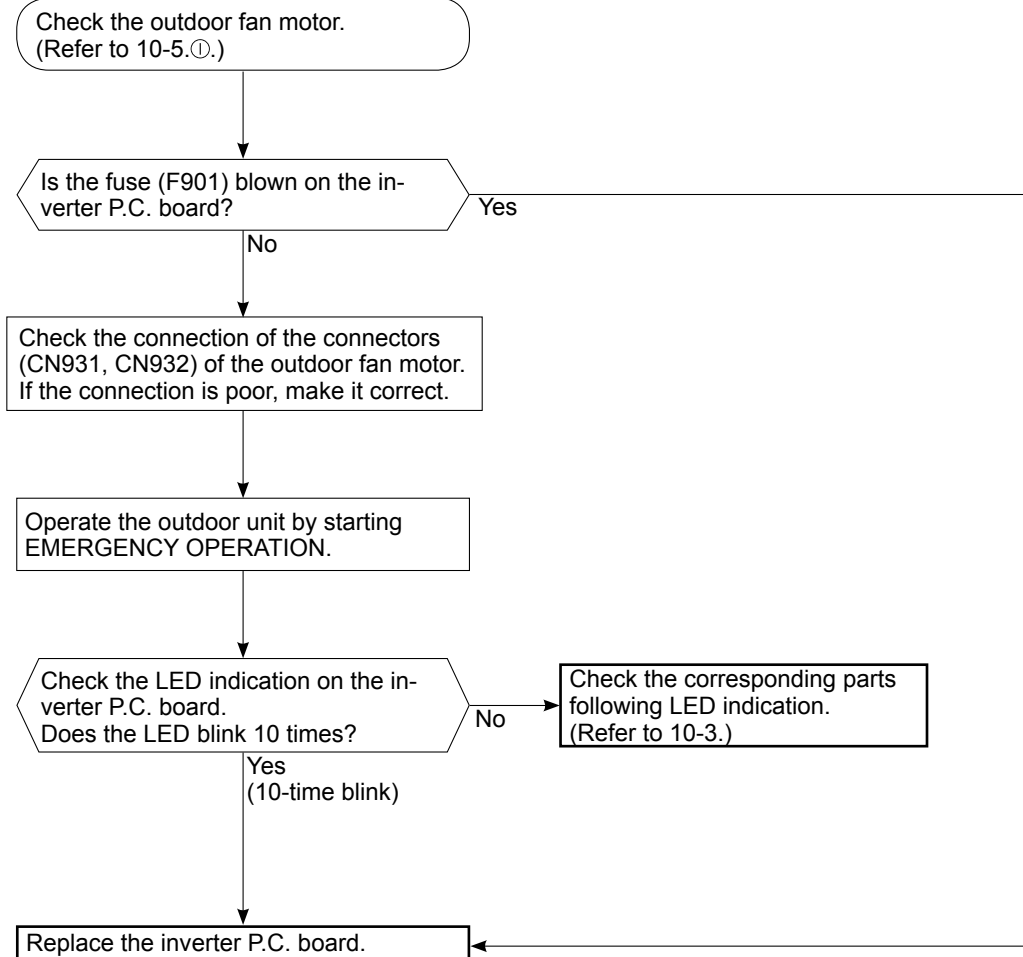 Check the outdoor fan motor.
(Refer to 10-5.Ⓘ.)
Is the fuse (F901) blown on the in-
verter P.C. board?
Yes
No
Check the connection of the connectors
(CN931, CN932) of the outdoor fan motor.
If the connection is poor, make it correct.
Operate the outdoor unit by starting
EMERGENCY OPERATION.
Check the LED indication on the in-
verter P.C. board.
Does the LED blink 10 times?
No
Check the corresponding parts
following LED indication.
(Refer to 10-3.)
Yes
(10-time blink)
Replace the inverter P.C. board.